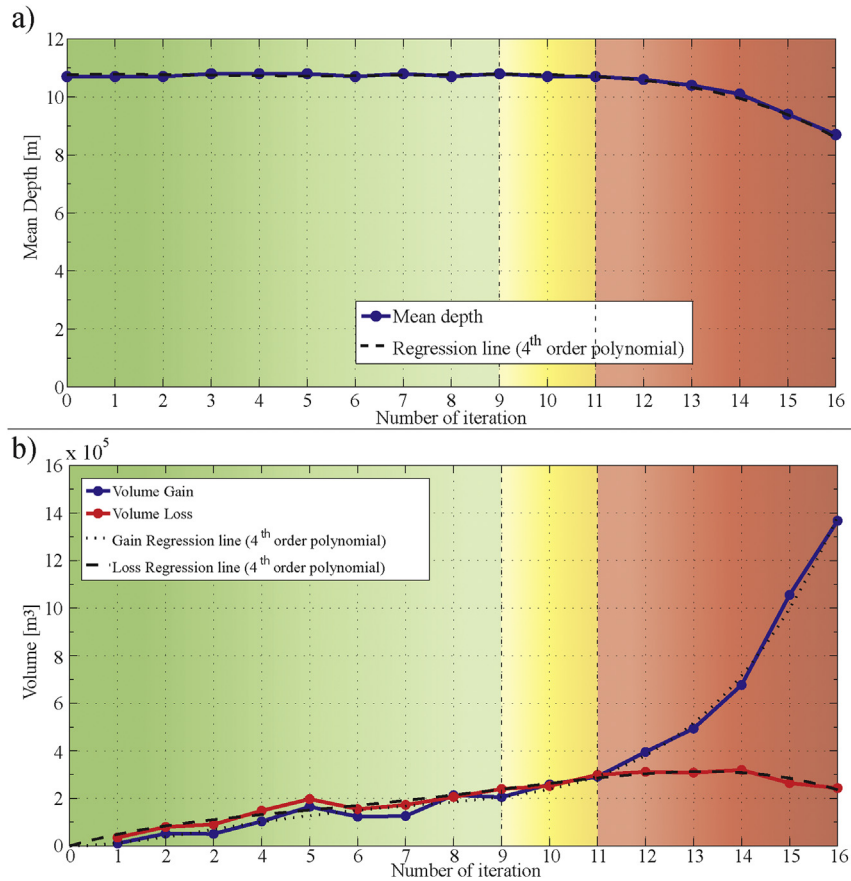 a)
12
10
8
6
4
2
0
Mean Depth [m]
Mean depth
Regression line (4th order polynomial)
0 1 2 3 4 5 6 7 8 9 10 11 12 13 14 15 16
Number of iteration
b)
x 10^5
16
14
12
10
8
6
4
2
0
Volume [m3]
Volume Gain
Volume Loss
Gain Regression line (4th order polynomial)
Loss Regression line (4th order polynomial)
0 1 2 2 4 5 6 7 8 9 10 11 12 13 14 15 16
Number of iteration